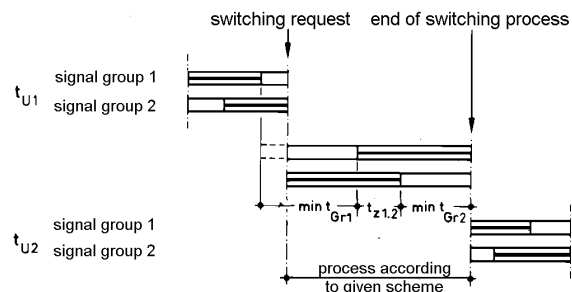 switching request
end of switching process
t U1
signal group 1
signal group 2
min t Gr1
t z1.2
min t Gr2
t U2
signal group 1
signal group 2
process according
to given scheme